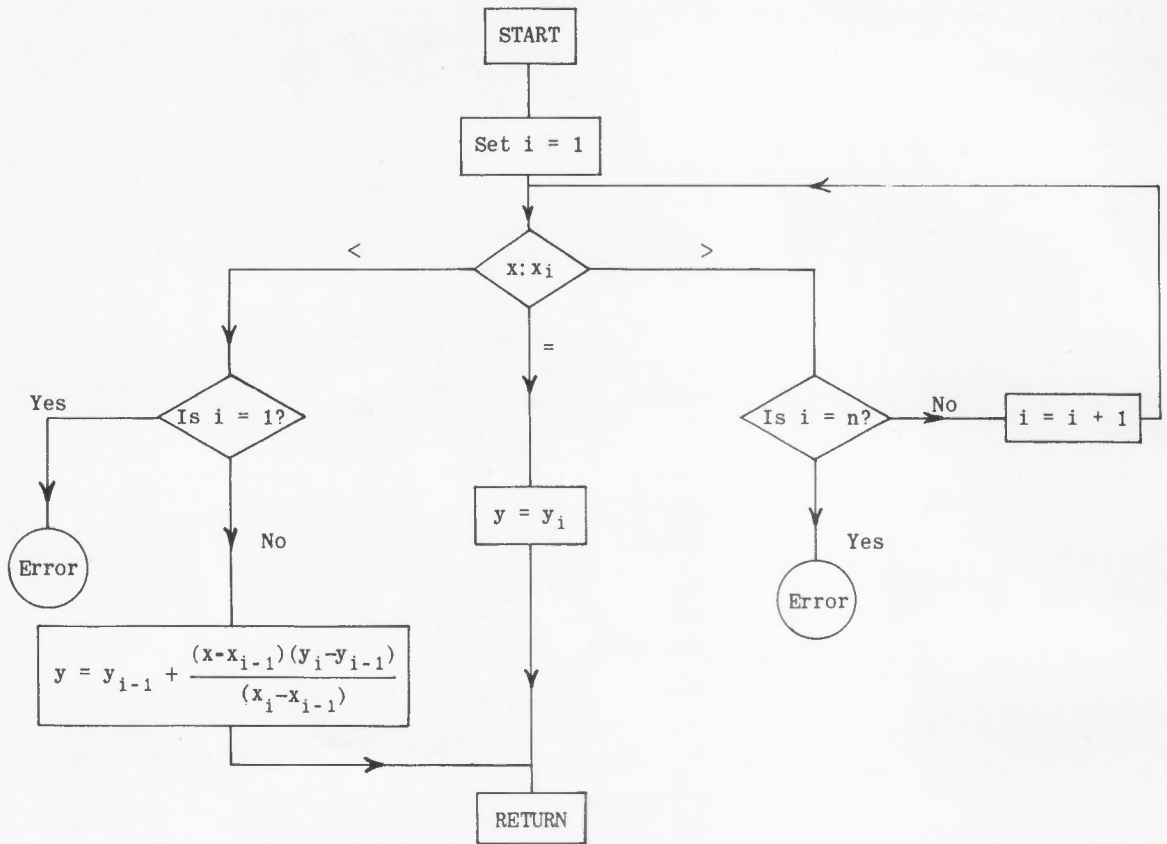 START
Set i = 1
<
x: x_i
>
=
Yes
Is i = 1?
Is i = n?
No
i = i + 1
y = y_i
No
Yes
Error
Error
y = y_{i-1} + \frac{(x-x_{i-1})(y_i-y_{i-1})}{(x_i-x_{i-1})}
RETURN